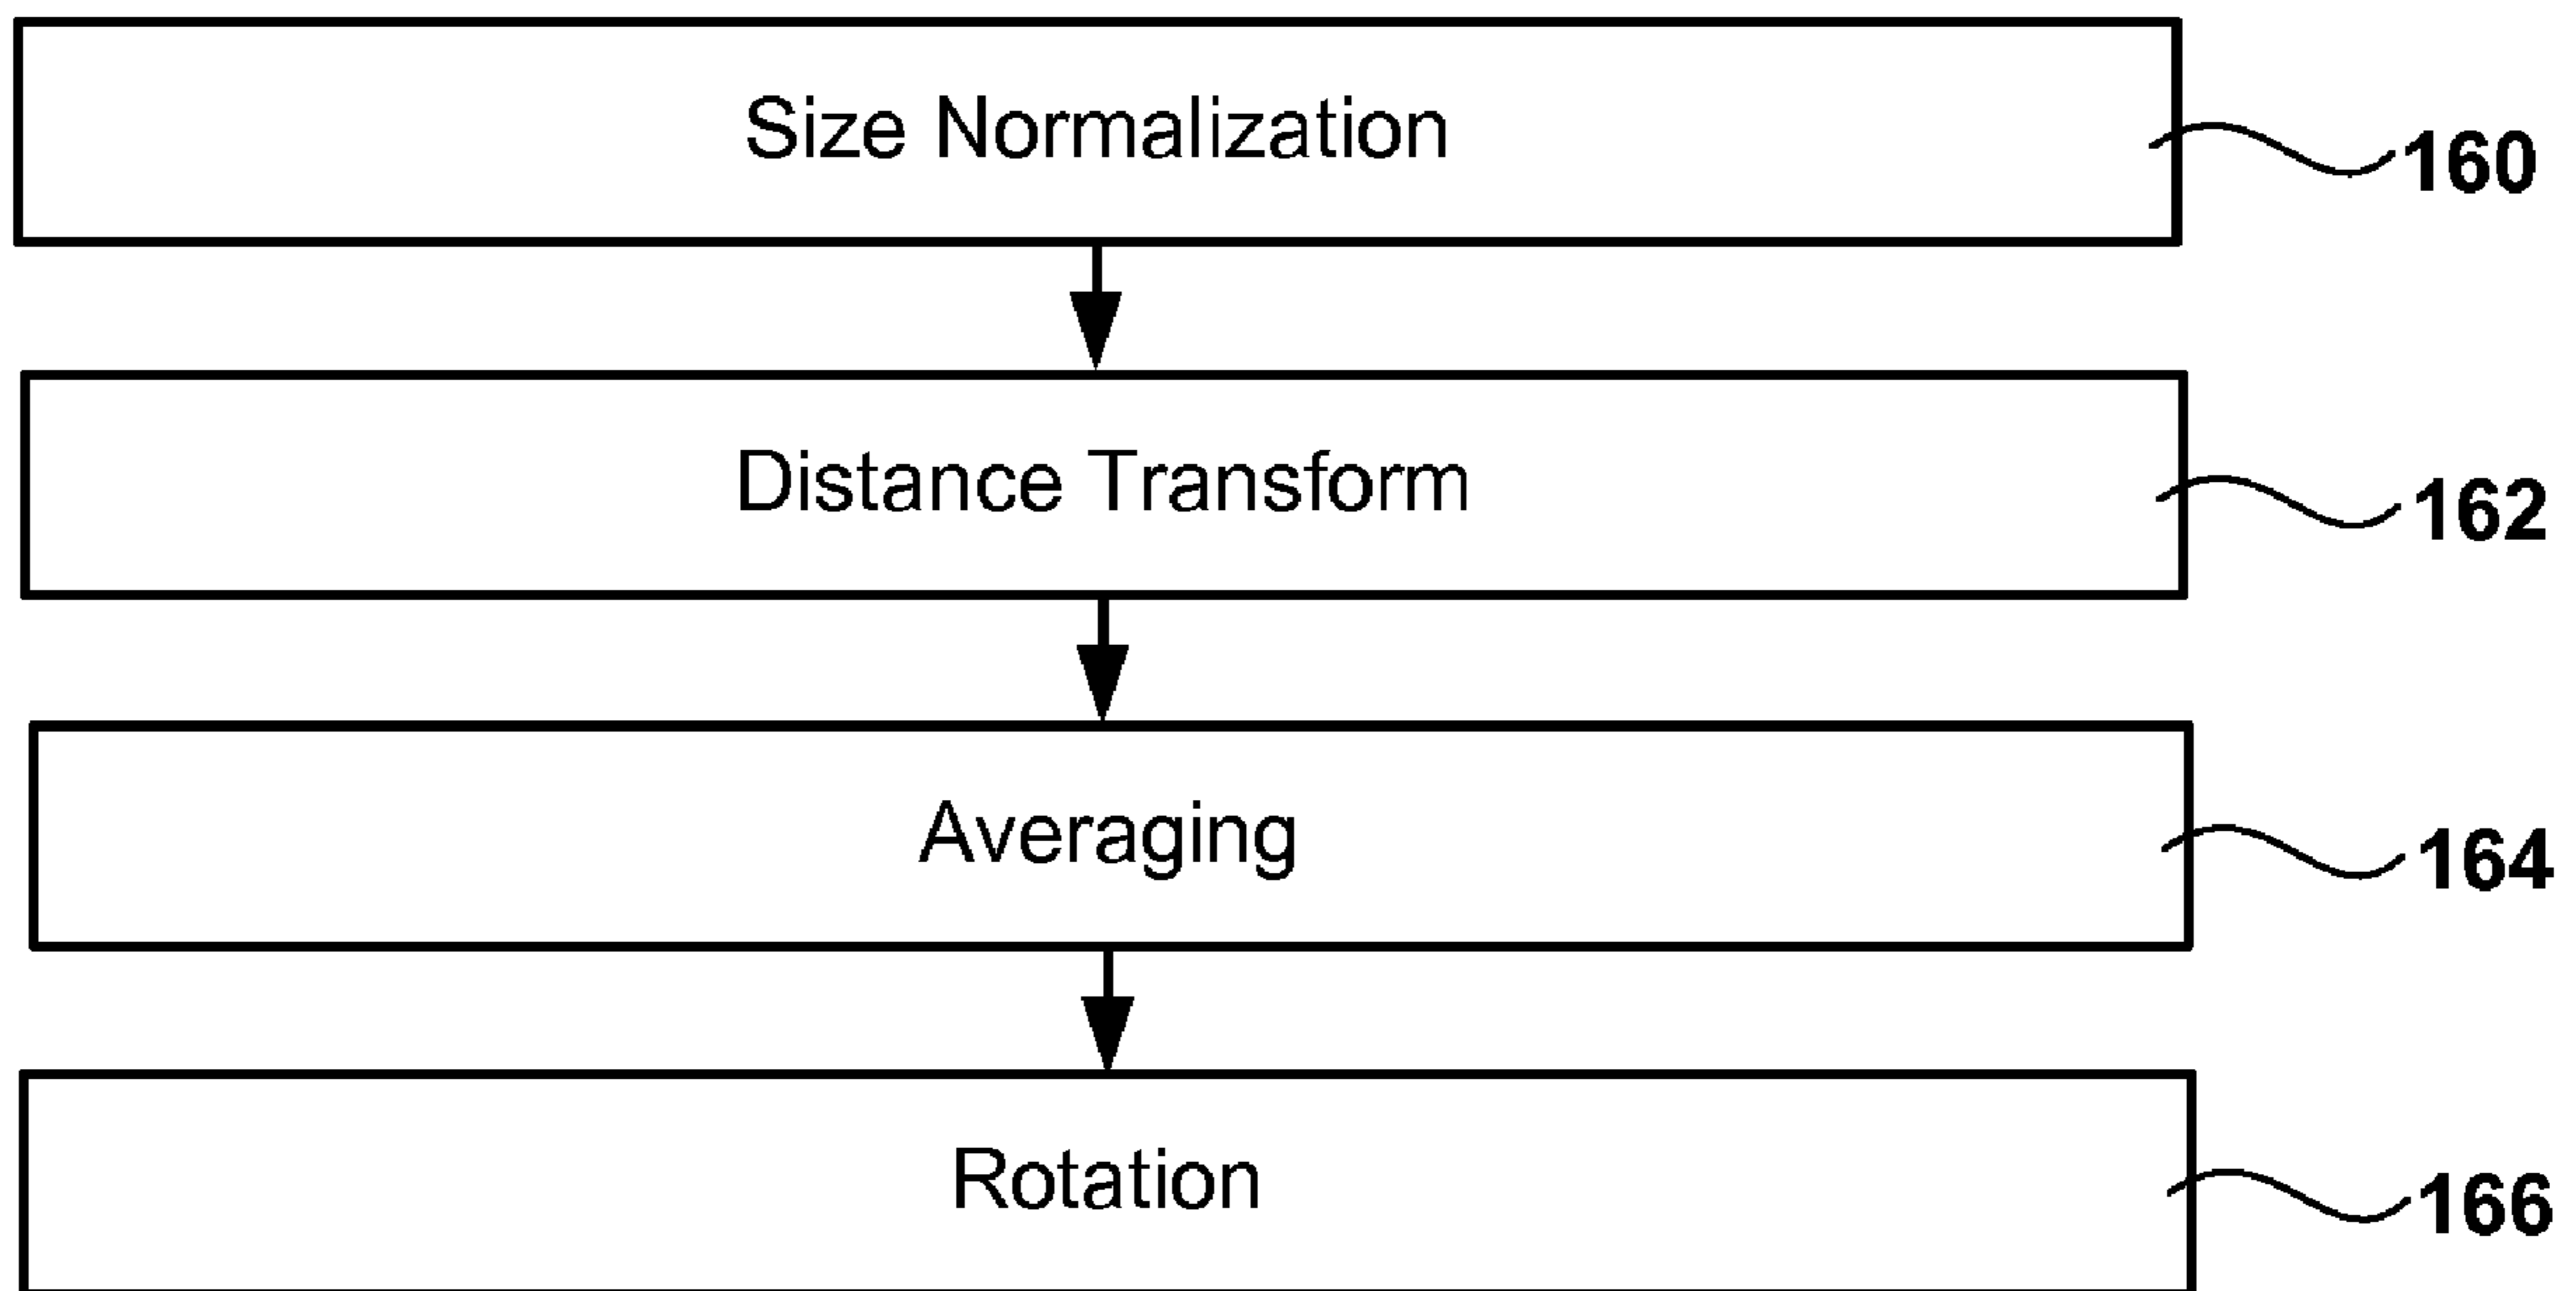 Size Normalization 160
Distance Transform 162
Averaging 164
Rotation 166